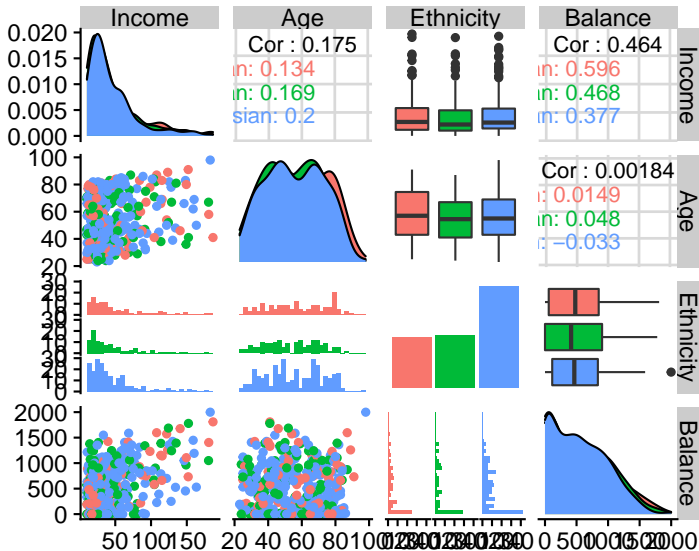 Income Age Ethnicity Balance
0.020
0.015
0.010
0.005
0.000
Cor : 0.175
n: 0.134
n: 0.169
sian: 0.2
Cor : 0.464
n: 0.596
n: 0.468
n: 0.377
Income
100
80
60
40
20
Cor : 0.00184
: 0.0149
: 0.048
: −0.033
Age
Ethnicity
2000
1500
1000
500
0
Balance
50 100 150
20 40 60 80 100
0 500 1000 1500 2000